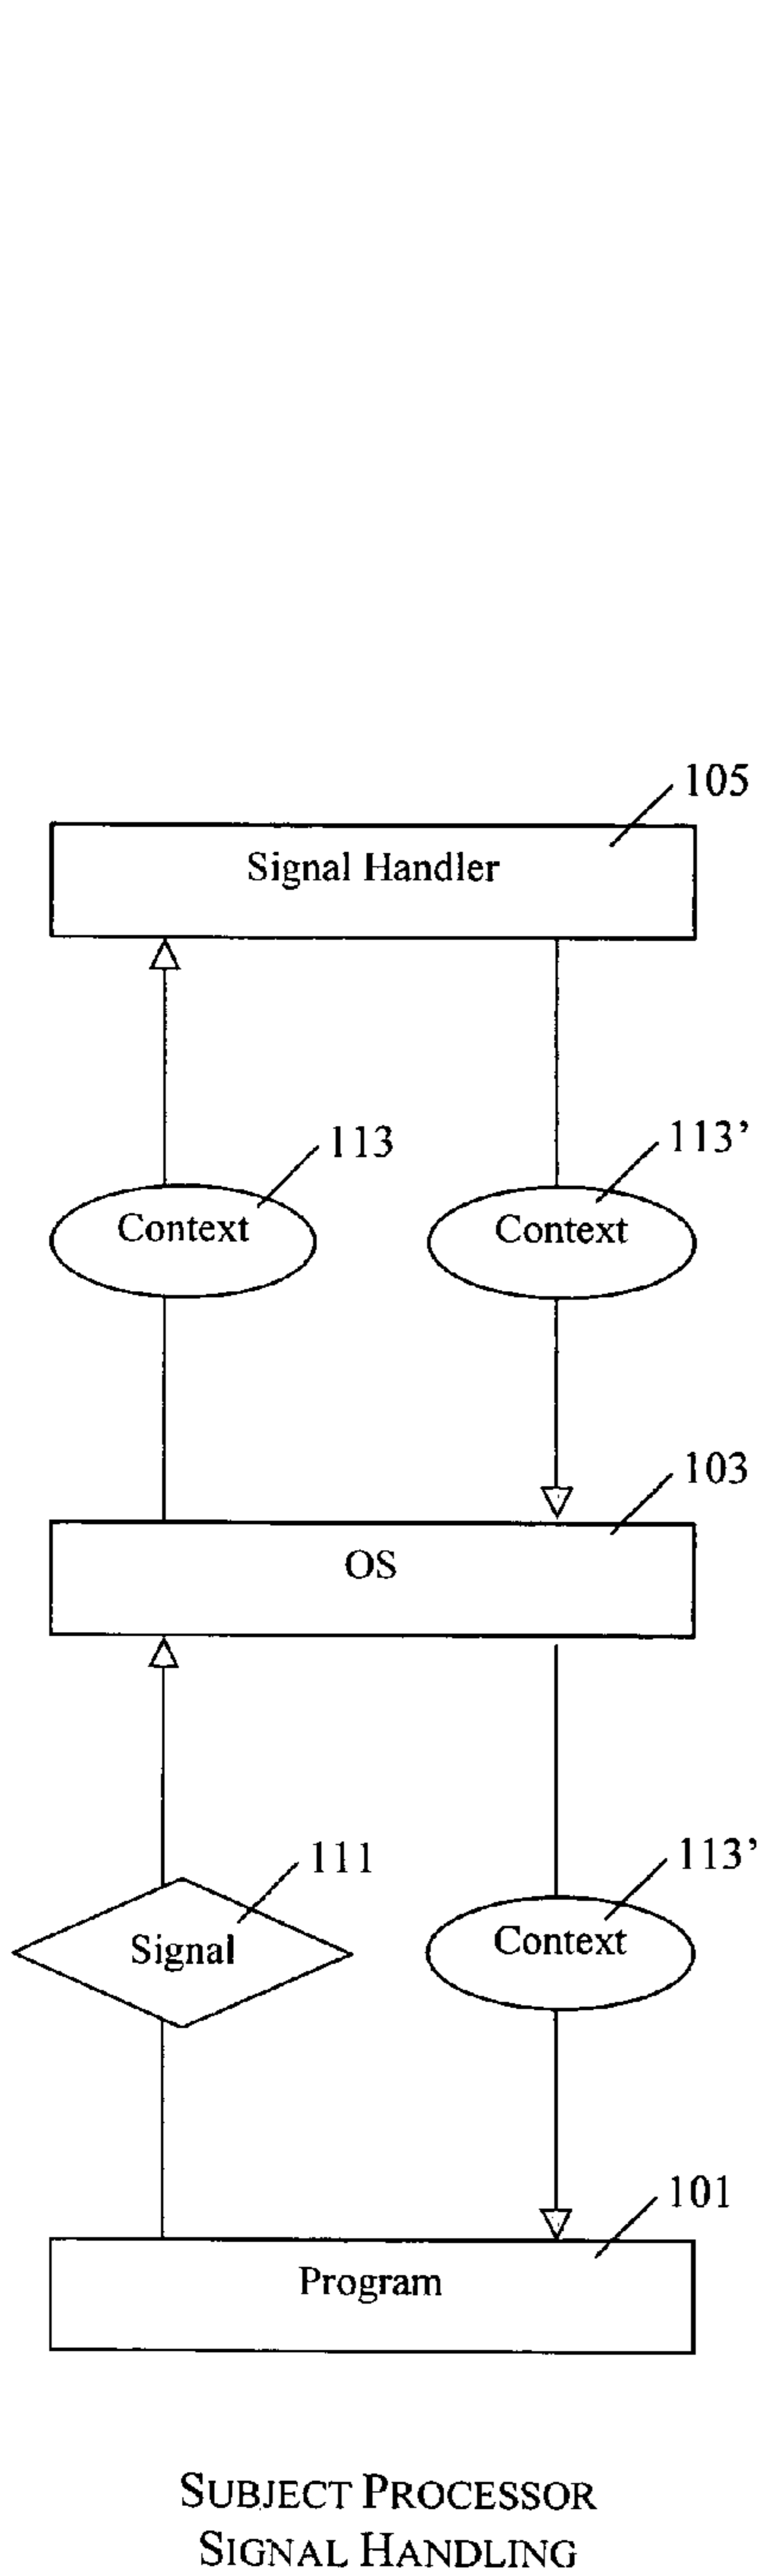 105
Signal Handler
113
113’
Context
Context
103
OS
111
113’
Signal
Context
101
Program
SUBJECT PROCESSOR
SIGNAL HANDLING